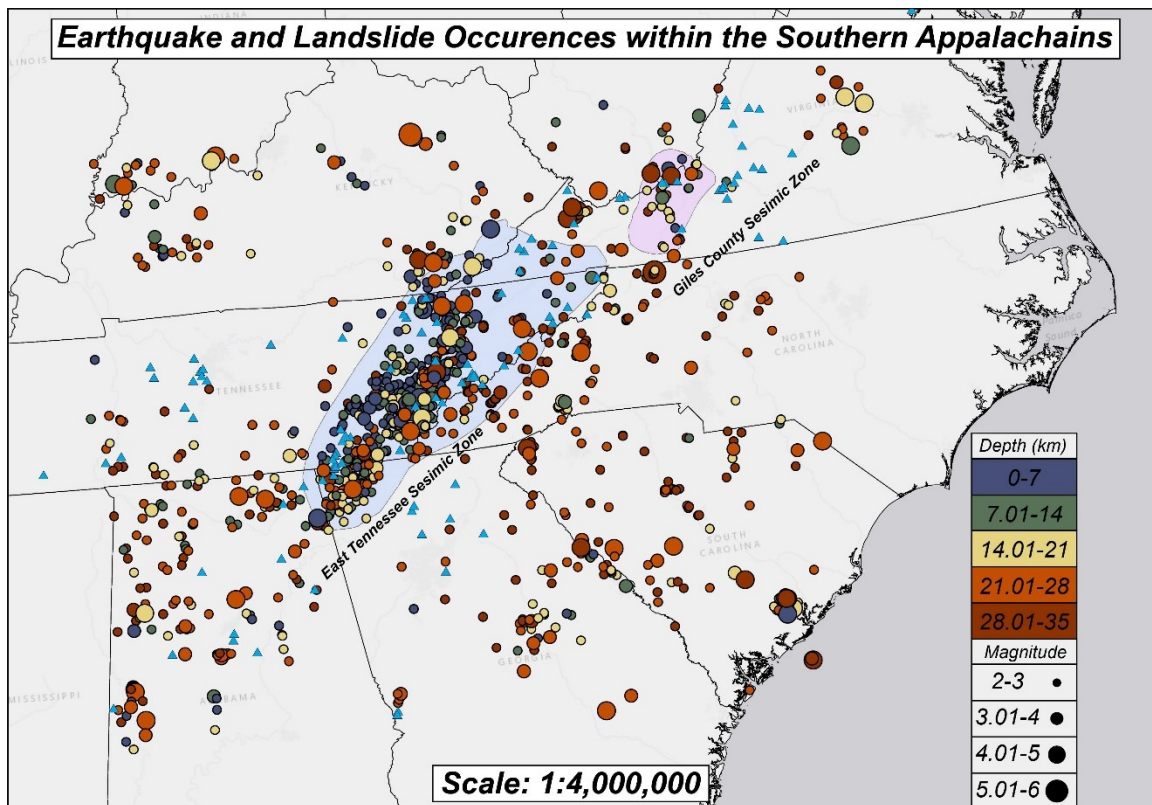 INDIANA
Earthquake and Landslide Occurences within the Southern Appalachains
ILLINOIS
VIRGINIA
KENTUCKY
Giles County Sesimic Zone
NORTH
CAROLINA
Pamlico
Sound
TENNESSEE
East Tennessee Sesimic Zone
SOUTH
CAROLINA
GEORGIA
MISSISSIPPI
ALABAMA
Depth (km)
0-7
7.01-14
14.01-21
21.01-28
28.01-35
Magnitude
2-3
3.01-4
4.01-5
5.01-6
Scale: 1:4,000,000